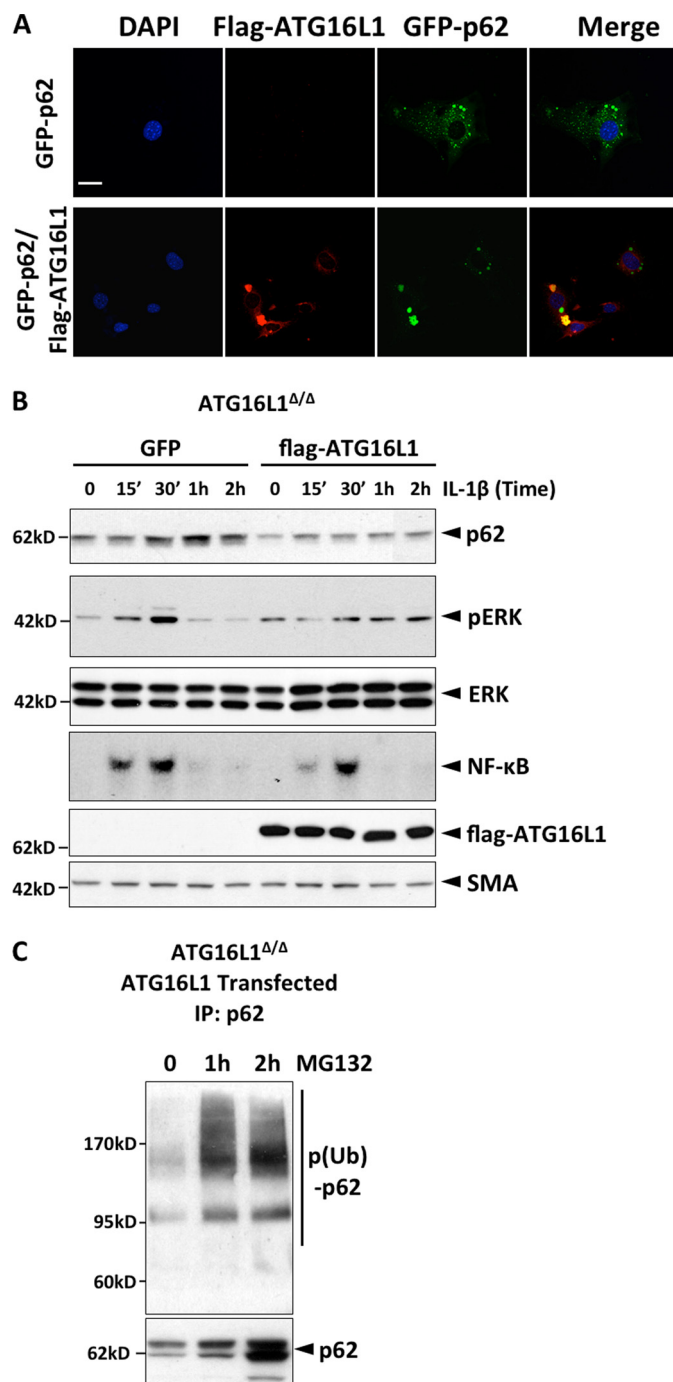 A
DAPI Flag-ATG16L1 GFP-p62 Merge
GFP-p62
GFP-p62/
Flag-ATG16L1
B
ATG16L1Δ/Δ
GFP flag-ATG16L1
0 15’ 30’ 1h 2h 0 15’ 30’ 1h 2h IL-1β (Time)
62kD p62
42kD pERK
42kD ERK
NF-κB
62kD flag-ATG16L1
42kD SMA
C
ATG16L1Δ/Δ
ATG16L1 Transfected
IP: p62
0 1h 2h MG132
170kD
p(Ub)
-p62
95kD
60kD
62kD p62